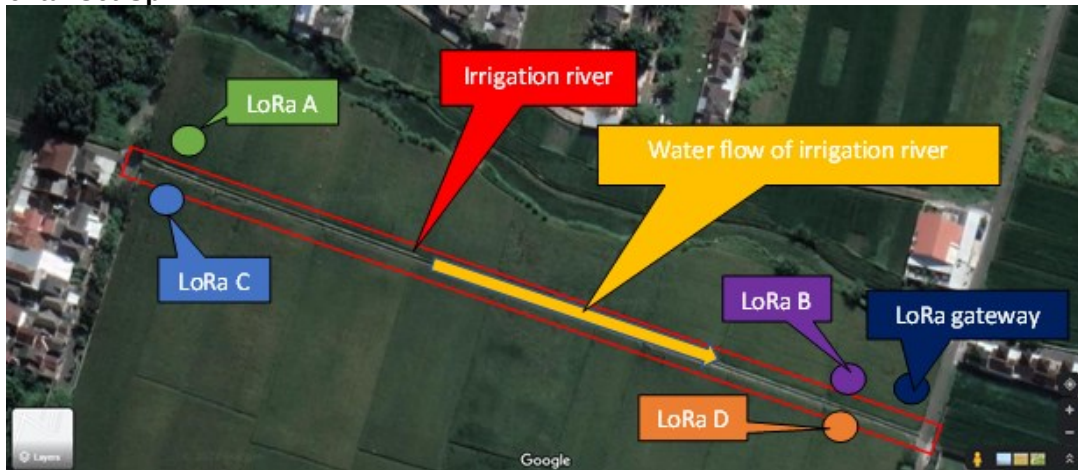 Irrigation river
LoRa A
Water flow of irrigation river
LoRa C
LoRa B
LoRa gateway
LoRa D
Layers
Google